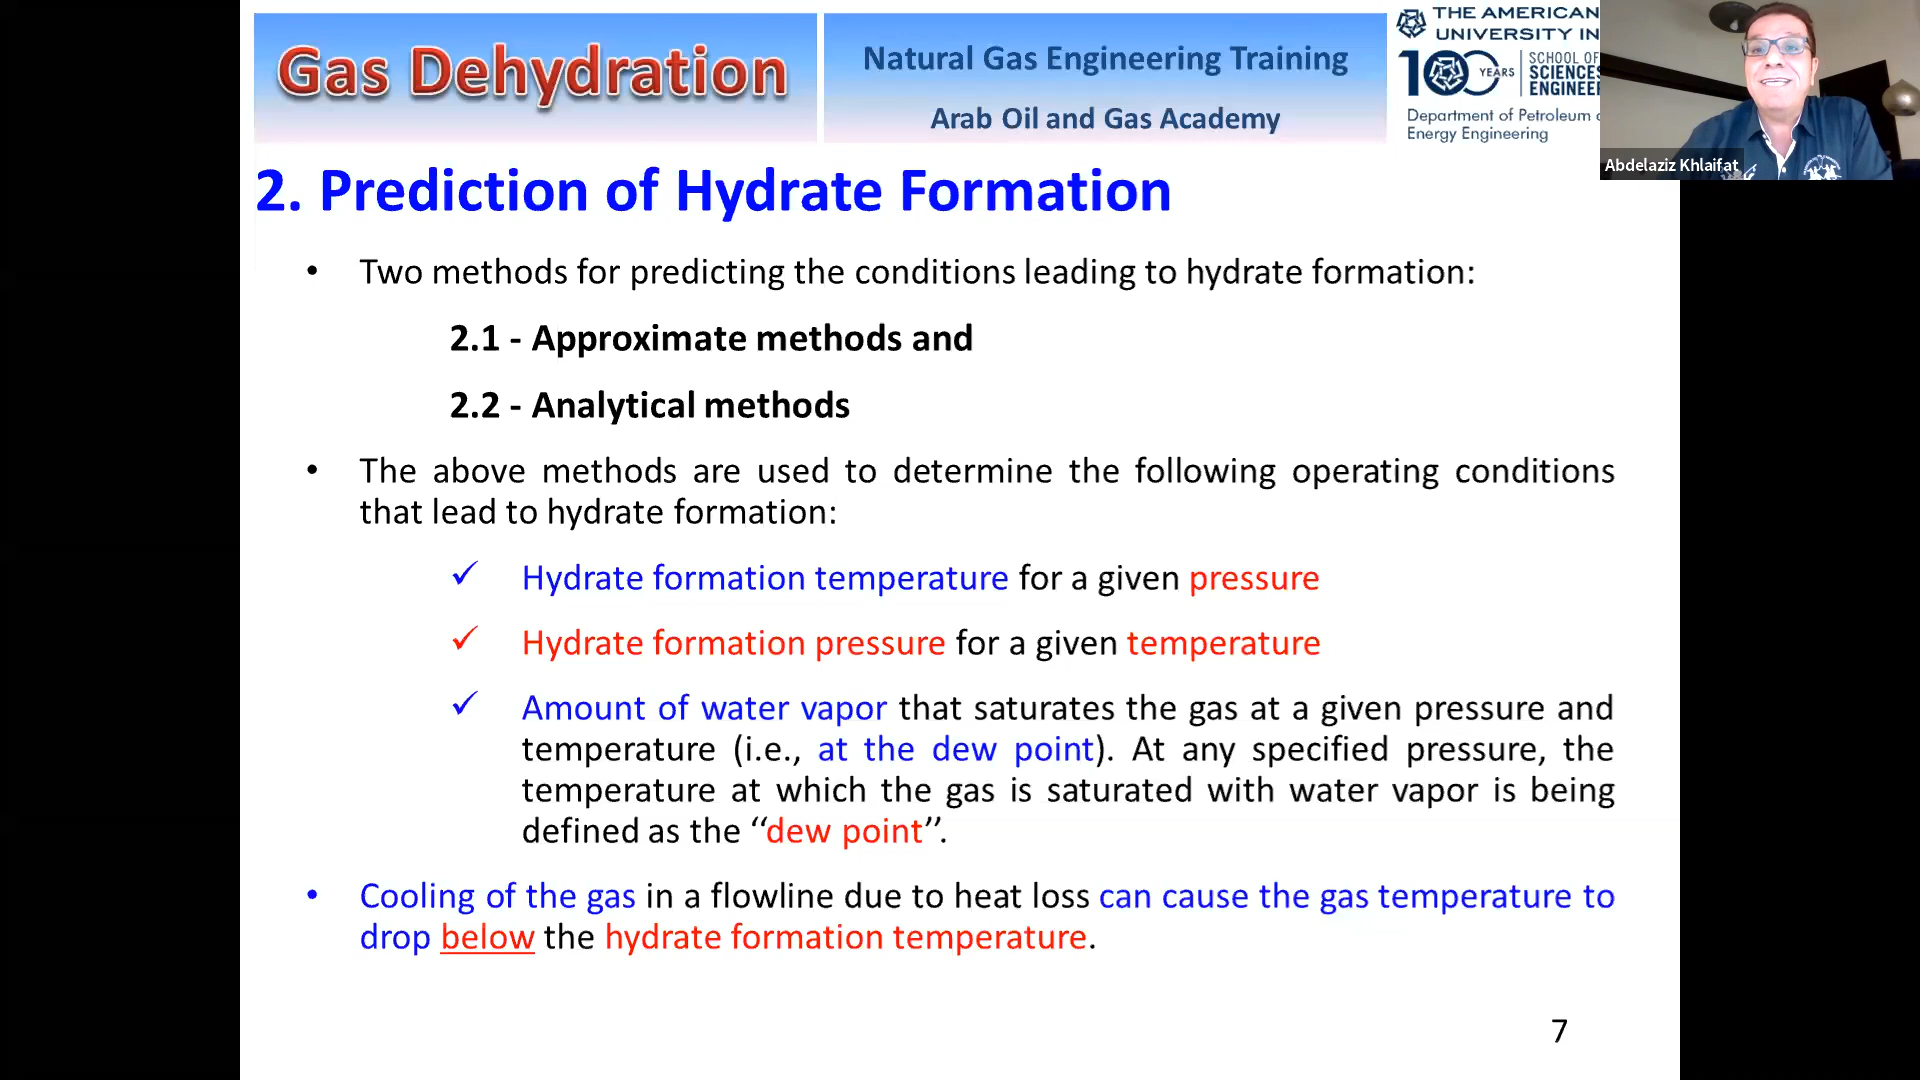 Gas Dehydration
Natural Gas Engineering Training
Arab Oil and Gas Academy
THE AMERICAN
UNIVERSITY IN
100 YEARS
SCHOOL OF
SCIENCES
ENGINEER
Department of Petroleum
Energy Engineering
Abdelaziz Khlaifat
2. Prediction of Hydrate Formation
• Two methods for predicting the conditions leading to hydrate formation:
2.1 - Approximate methods and
2.2 - Analytical methods
• The above methods are used to determine the following operating conditions
that lead to hydrate formation:
✓ Hydrate formation temperature for a given pressure
✓ Hydrate formation pressure for a given temperature
✓ Amount of water vapor that saturates the gas at a given pressure and
temperature (i.e., at the dew point). At any specified pressure, the
temperature at which the gas is saturated with water vapor is being
defined as the ‘‘dew point’’.
• Cooling of the gas in a flowline due to heat loss can cause the gas temperature to
drop below the hydrate formation temperature.
7